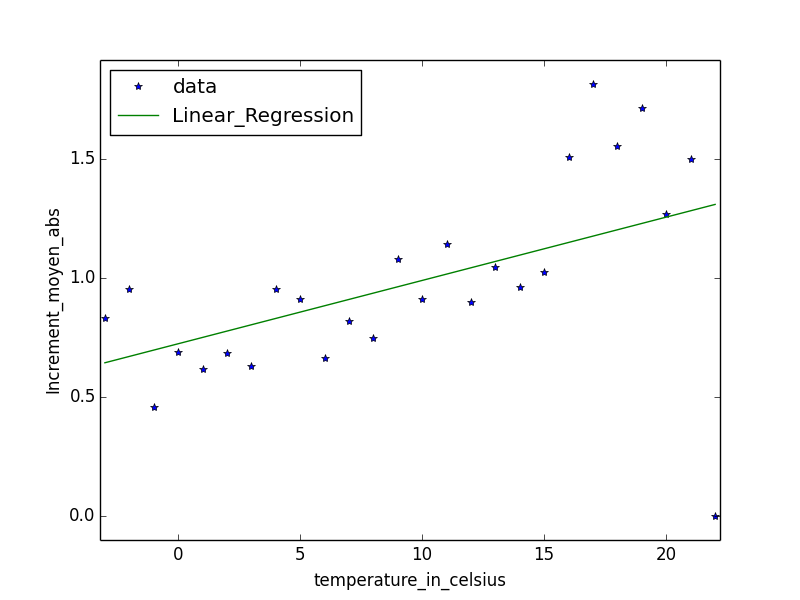 data
Linear_Regression
1.5
1.0
0.5
0.0
Increment_moyen_abs
0 5 10 15 20
temperature_in_celsius